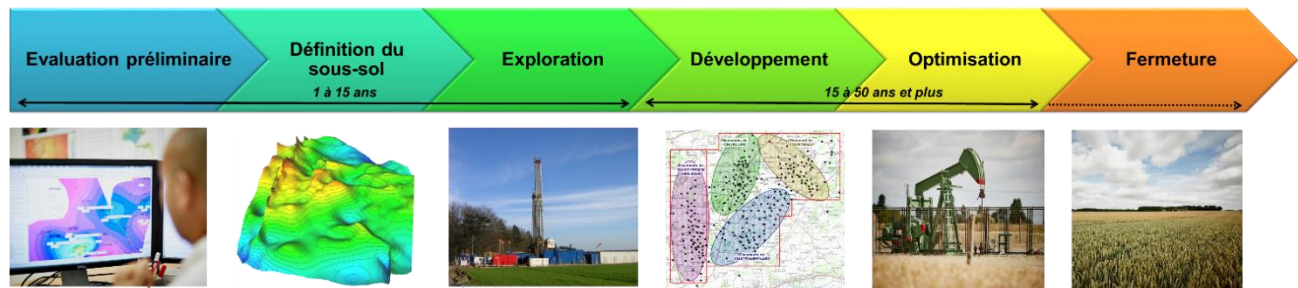 Evaluation préliminaire
Définition du
sous-sol
Exploration
Développement
Optimisation
Fermeture
1 à 15 ans
15 à 50 ans et plus